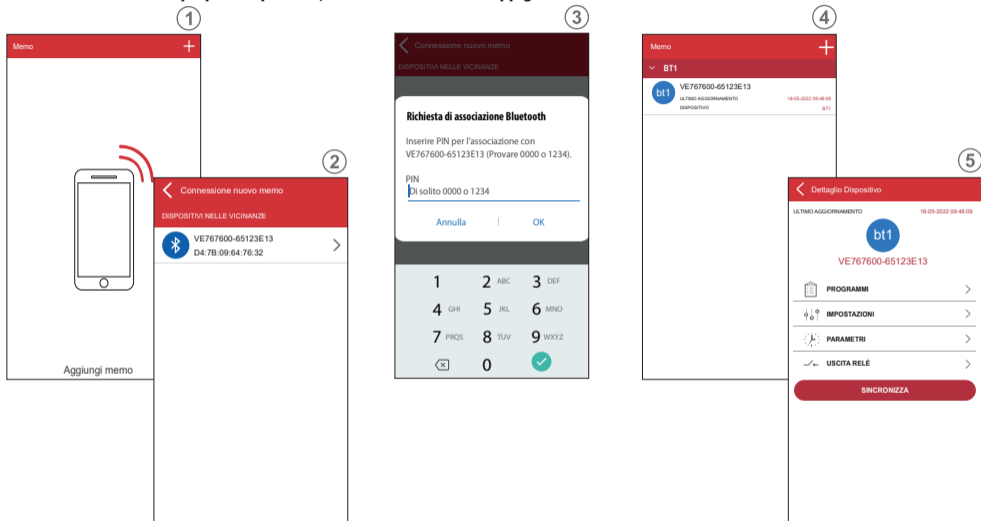 1
Memo
+
Aggiungi memo
2
Connessione nuovo memo
DISPOSITIVI NELLE VICINANZE
VE767600-65123E13
D4:7B:09:64:76:32
3
Connessione nuovo memo
DISPOSITIVI NELLE VICINANZE
Richiesta di associazione Bluetooth
Inserire PIN per l'associazione con
VE767600-65123E13 (Provare 0000 o 1234).
PIN
Di solito 0000 o 1234
Annulla OK
1 2 ABC 3 DEF
4 GHI 5 JKL 6 MNO
7 PRQS 8 TUV 9 WXYZ
0
4
Memo
+
BT1
bt1
VE767600-65123E13
ULTIMO AGGIORNAMENTO 18-05-2022 09:48:09
DISPOSITIVO BT1
5
Dettaglio Dispositivo
ULTIMO AGGIORNAMENTO 18-05-2022 09:48:09
bt1
VE767600-65123E13
PROGRAMMI
IMPOSTAZIONI
PARAMETRI
USCITA RELÈ
SINCRONIZZA